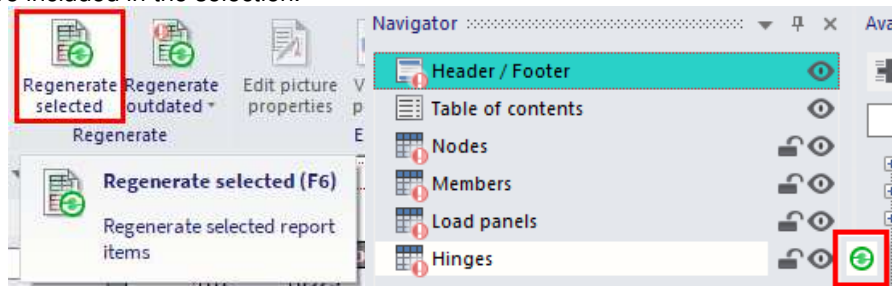 Navigator
Ava
Regenerate selected
Regenerate outdated
Edit picture properties
V
p
Regenerate
E
Regenerate selected (F6)
Regenerate selected report
items
Header / Footer
Table of contents
Nodes
Members
Load panels
Hinges